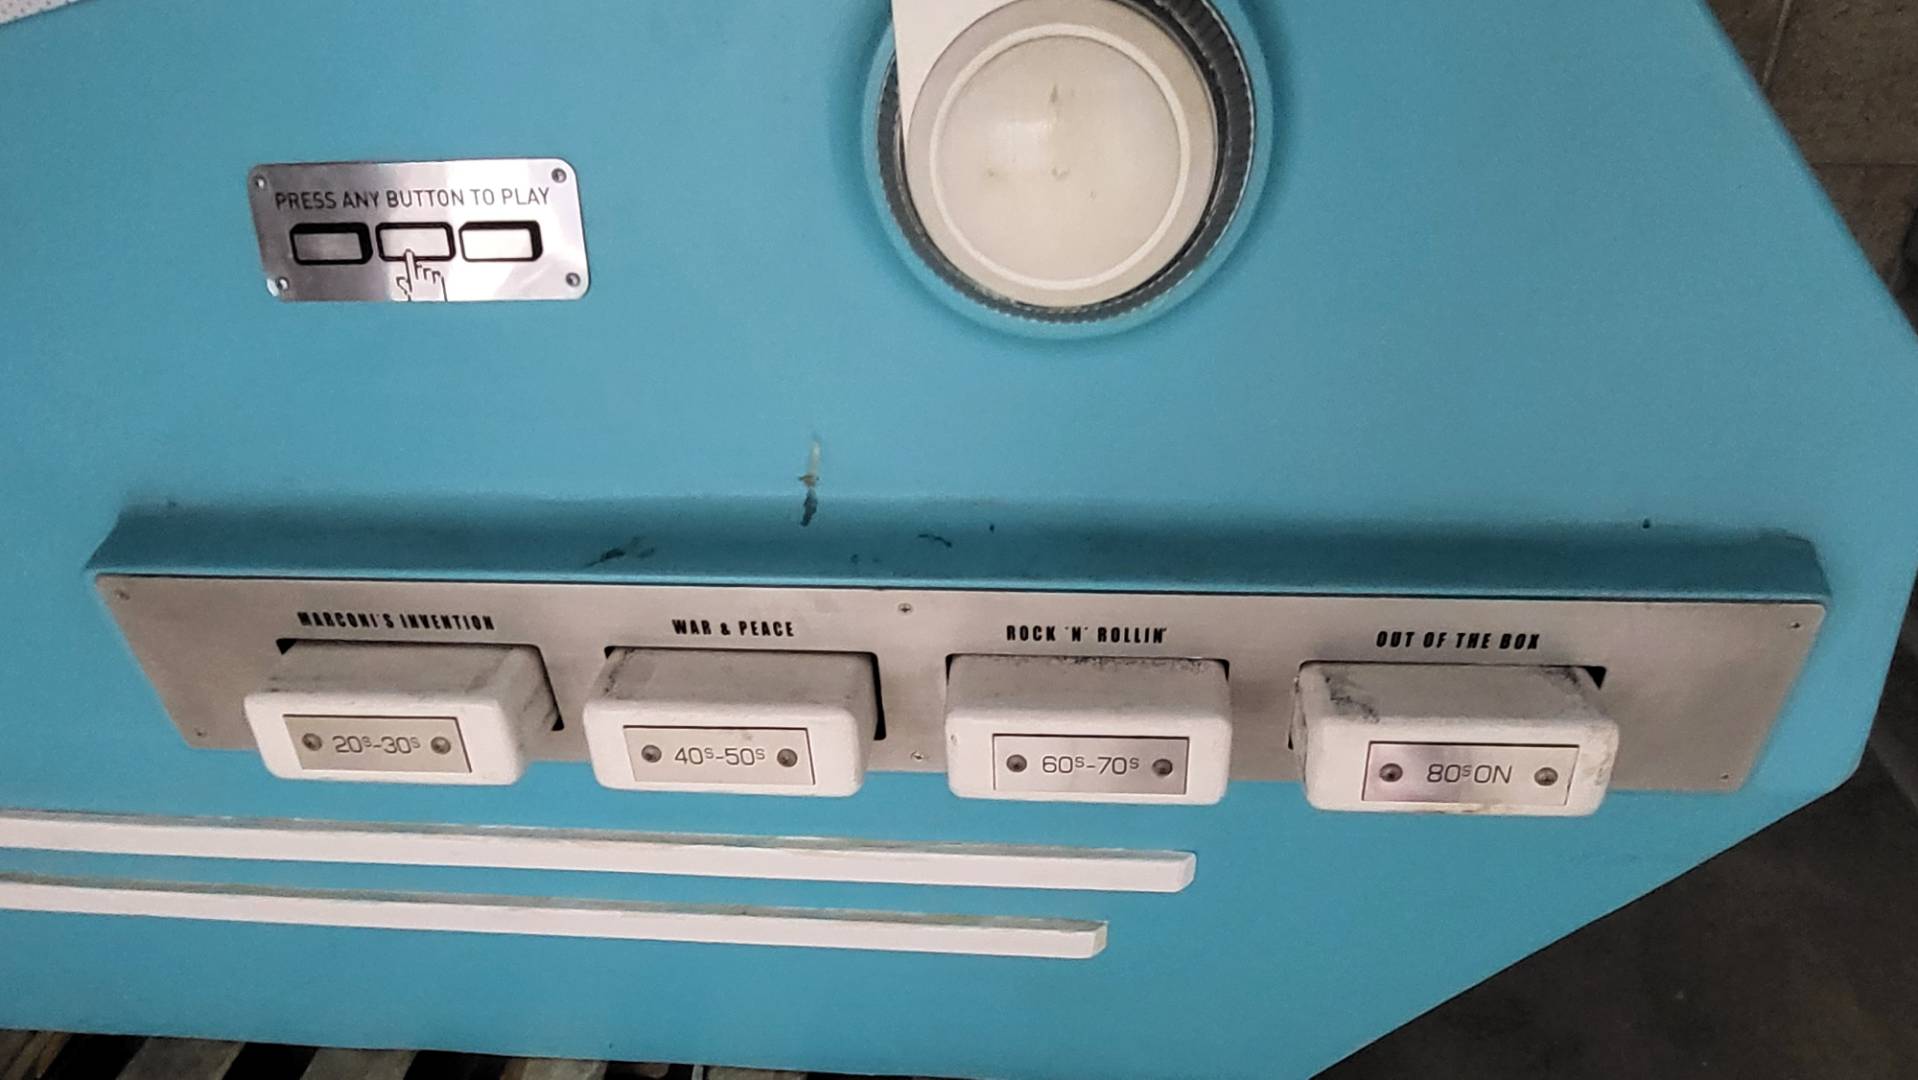 PRESS ANY BUTTON TO PLAY
MARCONI'S INVENTION
WAR & PEACE
ROCK 'N' ROLLIN'
OUT OF THE BOX
20s-30s
40s-50s
60s-70s
80s ON